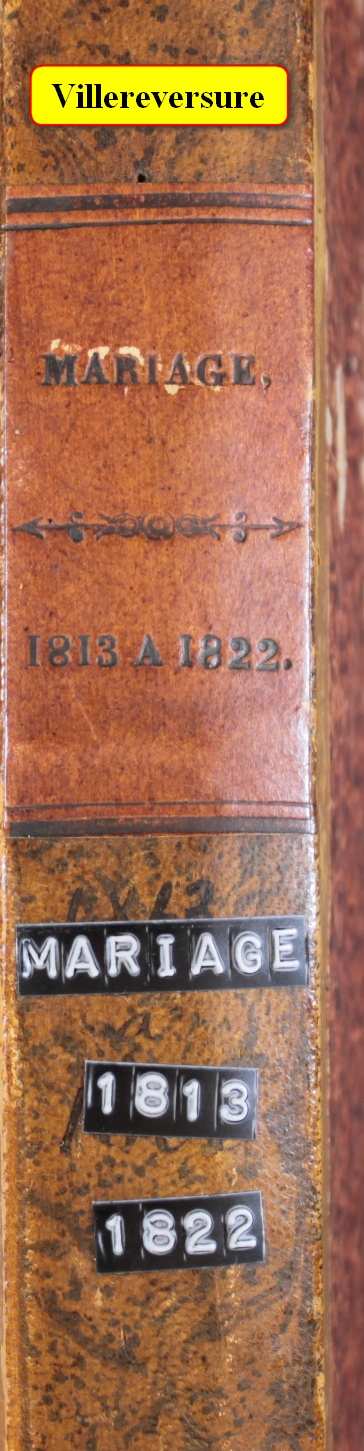 Villereversure
MARIAGE,
1813 A 1822.
MARIAGE
1813
1822